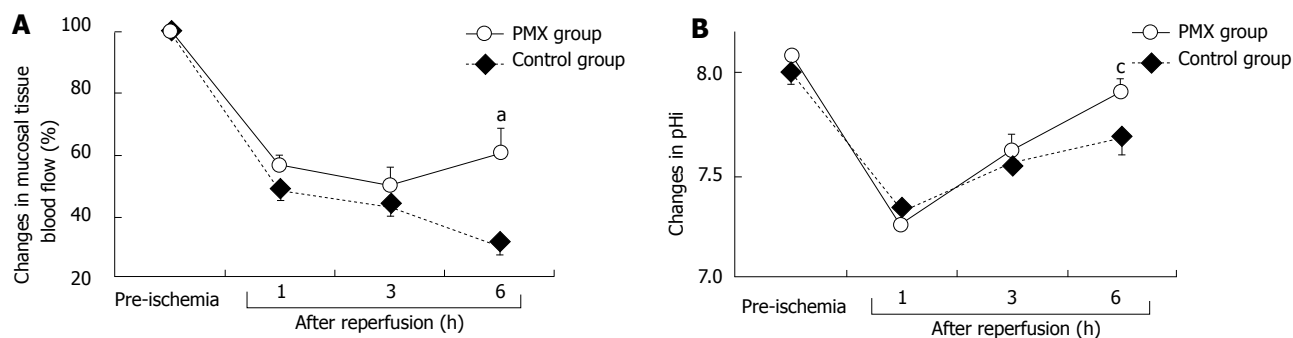 A
PMX group
Control group
Changes in mucosal tissue
blood flow (%)
100
80
60
40
20
a
Pre-ischemia
1
3
6
After reperfusion (h)
B
PMX group
Control group
Changes in pHi
8.0
7.5
7.0
c
Pre-ischemia
1
3
6
After reperfusion (h)